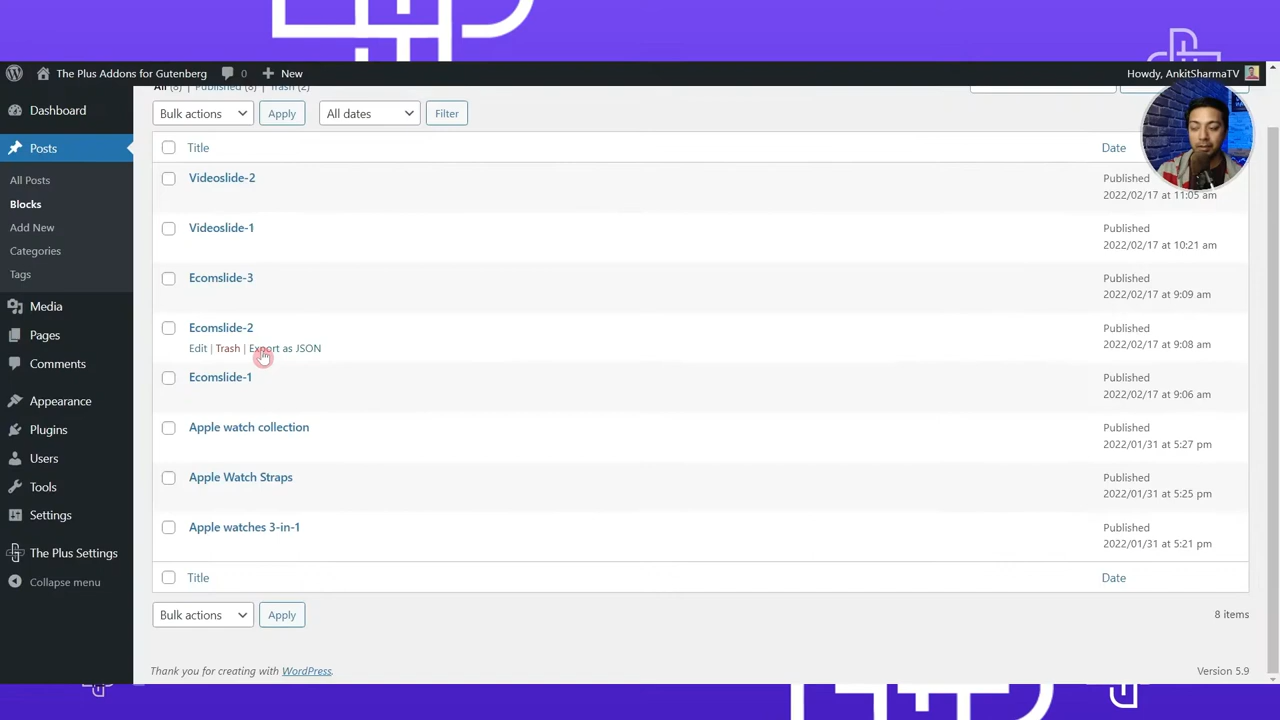 The Plus Addons for Gutenberg 0 New Howdy, AnkitSharmaTV
Dashboard
Posts
All Posts
Blocks
Add New
Categories
Tags
Media
Pages
Comments
Appearance
Plugins
Users
Tools
Settings
The Plus Settings
Collapse menu
All (8) | Published (8) | Trash (2)
Bulk actions Apply All dates Filter
Title Date
Videoslide-2 Published
2022/02/17 at 11:05 am
Videoslide-1 Published
2022/02/17 at 10:21 am
Ecomslide-3 Published
2022/02/17 at 9:09 am
Ecomslide-2 Published
Edit | Trash | Export as JSON 2022/02/17 at 9:08 am
Ecomslide-1 Published
2022/02/17 at 9:06 am
Apple watch collection Published
2022/01/31 at 5:27 pm
Apple Watch Straps Published
2022/01/31 at 5:25 pm
Apple watches 3-in-1 Published
2022/01/31 at 5:21 pm
Title Date
Bulk actions Apply 8 items
Thank you for creating with WordPress. Version 5.9